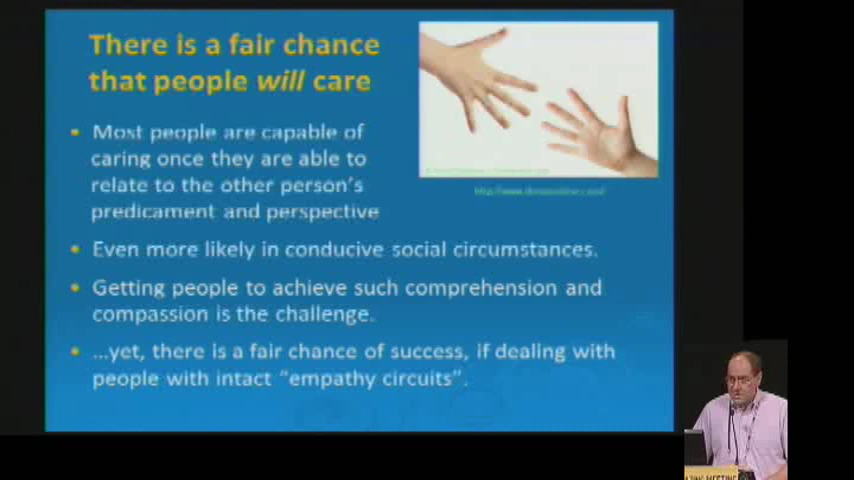 There is a fair chance
that people will care
• Most people are capable of
caring once they are able to
relate to the other person's
predicament and perspective
• Even more likely in conducive social circumstances.
• Getting people to achieve such comprehension and
compassion is the challenge.
• …yet, there is a fair chance of success, if dealing with
people with intact "empathy circuits".
MEETING